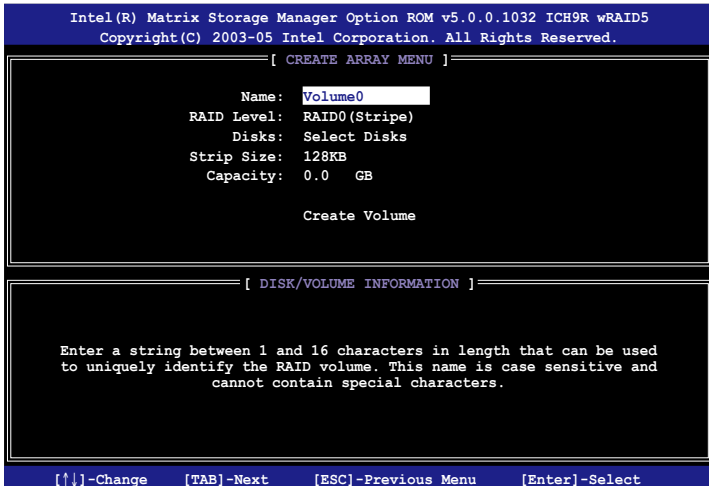 Intel(R) Matrix Storage Manager Option ROM v5.0.0.1032 ICH9R wRAID5
Copyright(C) 2003-05 Intel Corporation. All Rights Reserved.
[ CREATE ARRAY MENU ]
Name: Volume0
RAID Level: RAID0(Stripe)
Disks: Select Disks
Strip Size: 128KB
Capacity: 0.0 GB
Create Volume
[ DISK/VOLUME INFORMATION ]
Enter a string between 1 and 16 characters in length that can be used
to uniquely identify the RAID volume. This name is case sensitive and
cannot contain special characters.
[↑↓]-Change [TAB]-Next [ESC]-Previous Menu [Enter]-Select